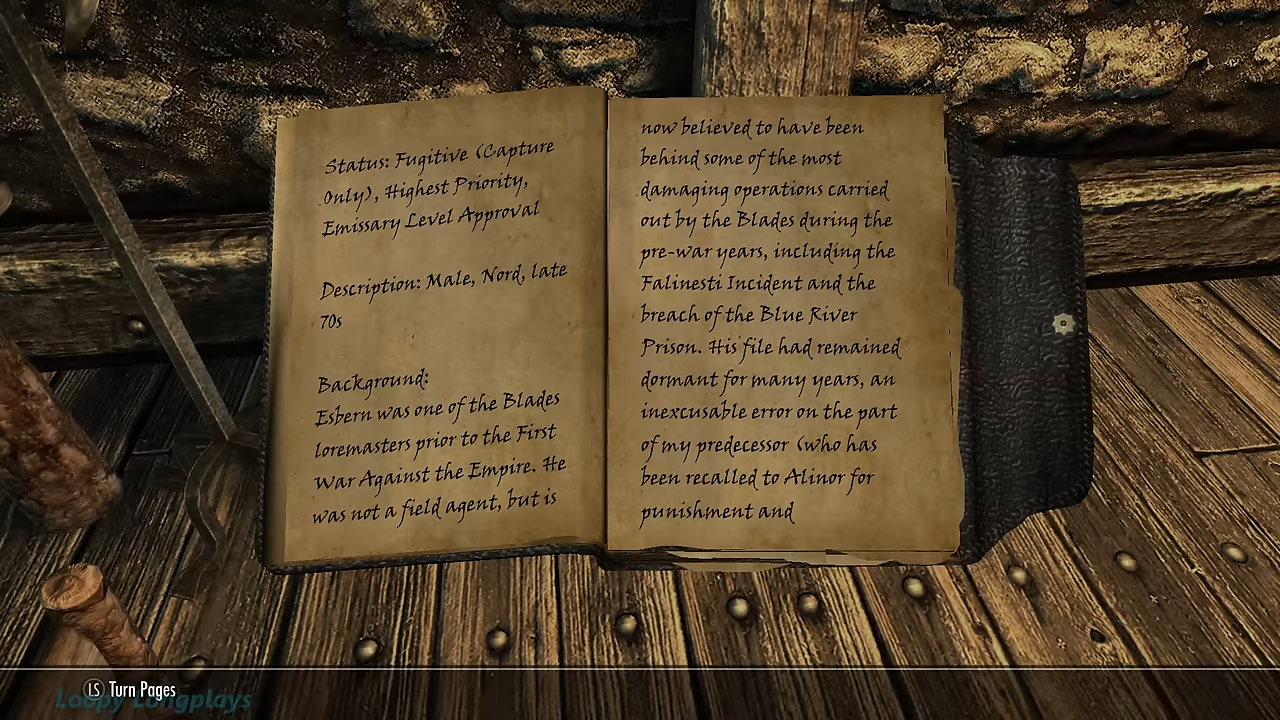 Status: Fugitive (Capture
Only), Highest Priority,
Emissary Level Approval
Description: Male, Nord, late
70s
Background:
Esbern was one of the Blades
loremasters prior to the First
War Against the Empire. He
was not a field agent, but is
now believed to have been
behind some of the most
damaging operations carried
out by the Blades during the
pre-war years, including the
Falinesti Incident and the
breach of the Blue River
Prison. His file had remained
dormant for many years, an
inexcusable error on the part
of my predecessor (who has
been recalled to Alinor for
punishment and
LS Turn Pages
Loopy Longplays